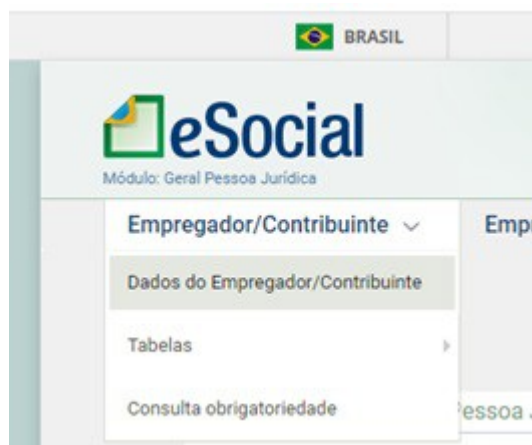 BRASIL
eSocial
Módulo: Geral Pessoa Jurídica
Empregador/Contribuinte
Dados do Empregador/Contribuinte
Tabelas
Consulta obrigatoriedade